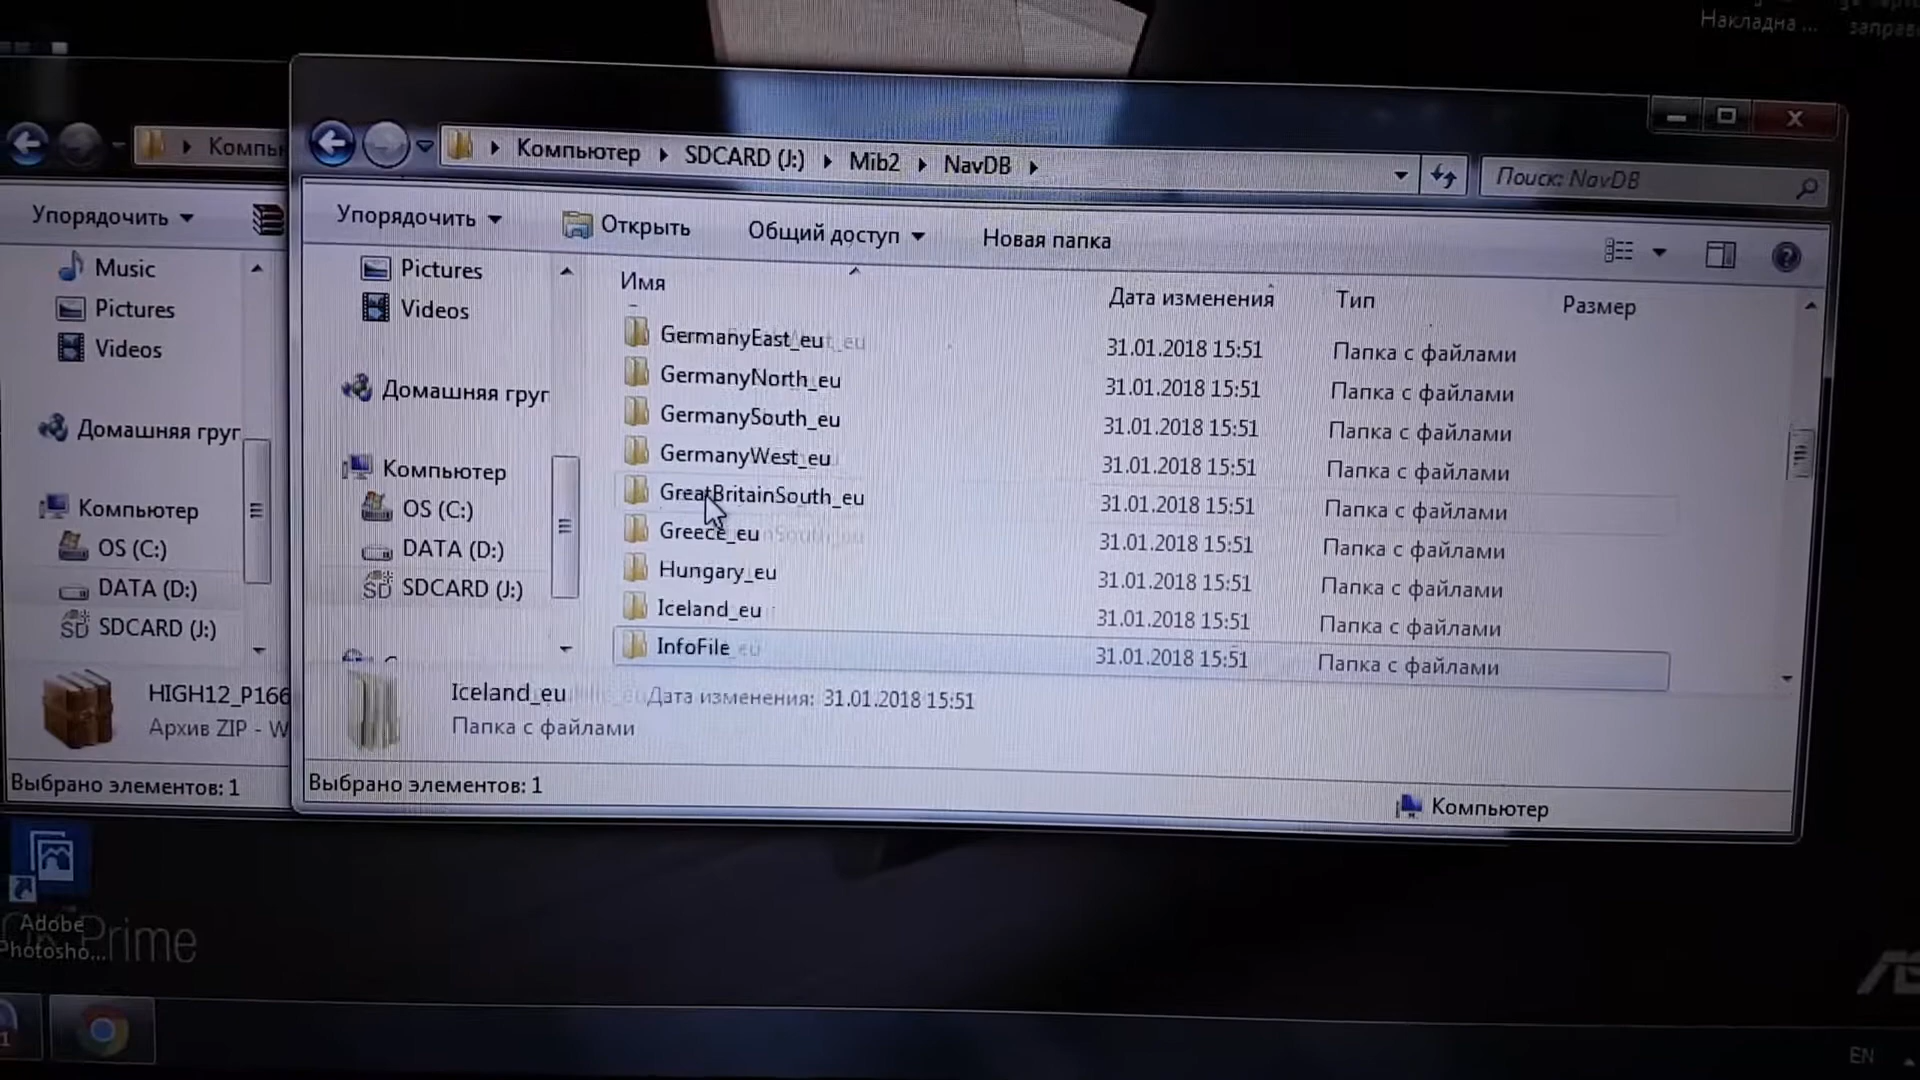 Накладна ...
Компьютер SDCARD (J:) Mib2 NavDB
Поиск: NavDB
Упорядочить
Music
Pictures
Videos
Домашняя груг
Компьютер
OS (C:)
DATA (D:)
SDCARD (J:)
HIGH12_P166
Архив ZIP - W
Выбрано элементов: 1
Упорядочить Открыть Общий доступ Новая папка
Pictures
Videos
Домашняя груг
Компьютер
OS (C:)
DATA (D:)
SDCARD (J:)
Имя Дата изменения Тип Размер
GermanyEast_eu 31.01.2018 15:51 Папка с файлами
GermanyNorth_eu 31.01.2018 15:51 Папка с файлами
GermanySouth_eu 31.01.2018 15:51 Папка с файлами
GermanyWest_eu 31.01.2018 15:51 Папка с файлами
GreatBritainSouth_eu 31.01.2018 15:51 Папка с файлами
Greece_eu 31.01.2018 15:51 Папка с файлами
Hungary_eu 31.01.2018 15:51 Папка с файлами
Iceland_eu 31.01.2018 15:51 Папка с файлами
InfoFile 31.01.2018 15:51 Папка с файлами
Iceland_eu Дата изменения: 31.01.2018 15:51
Папка с файлами
Выбрано элементов: 1
Компьютер
Adobe
Photosho...
Prime
EN